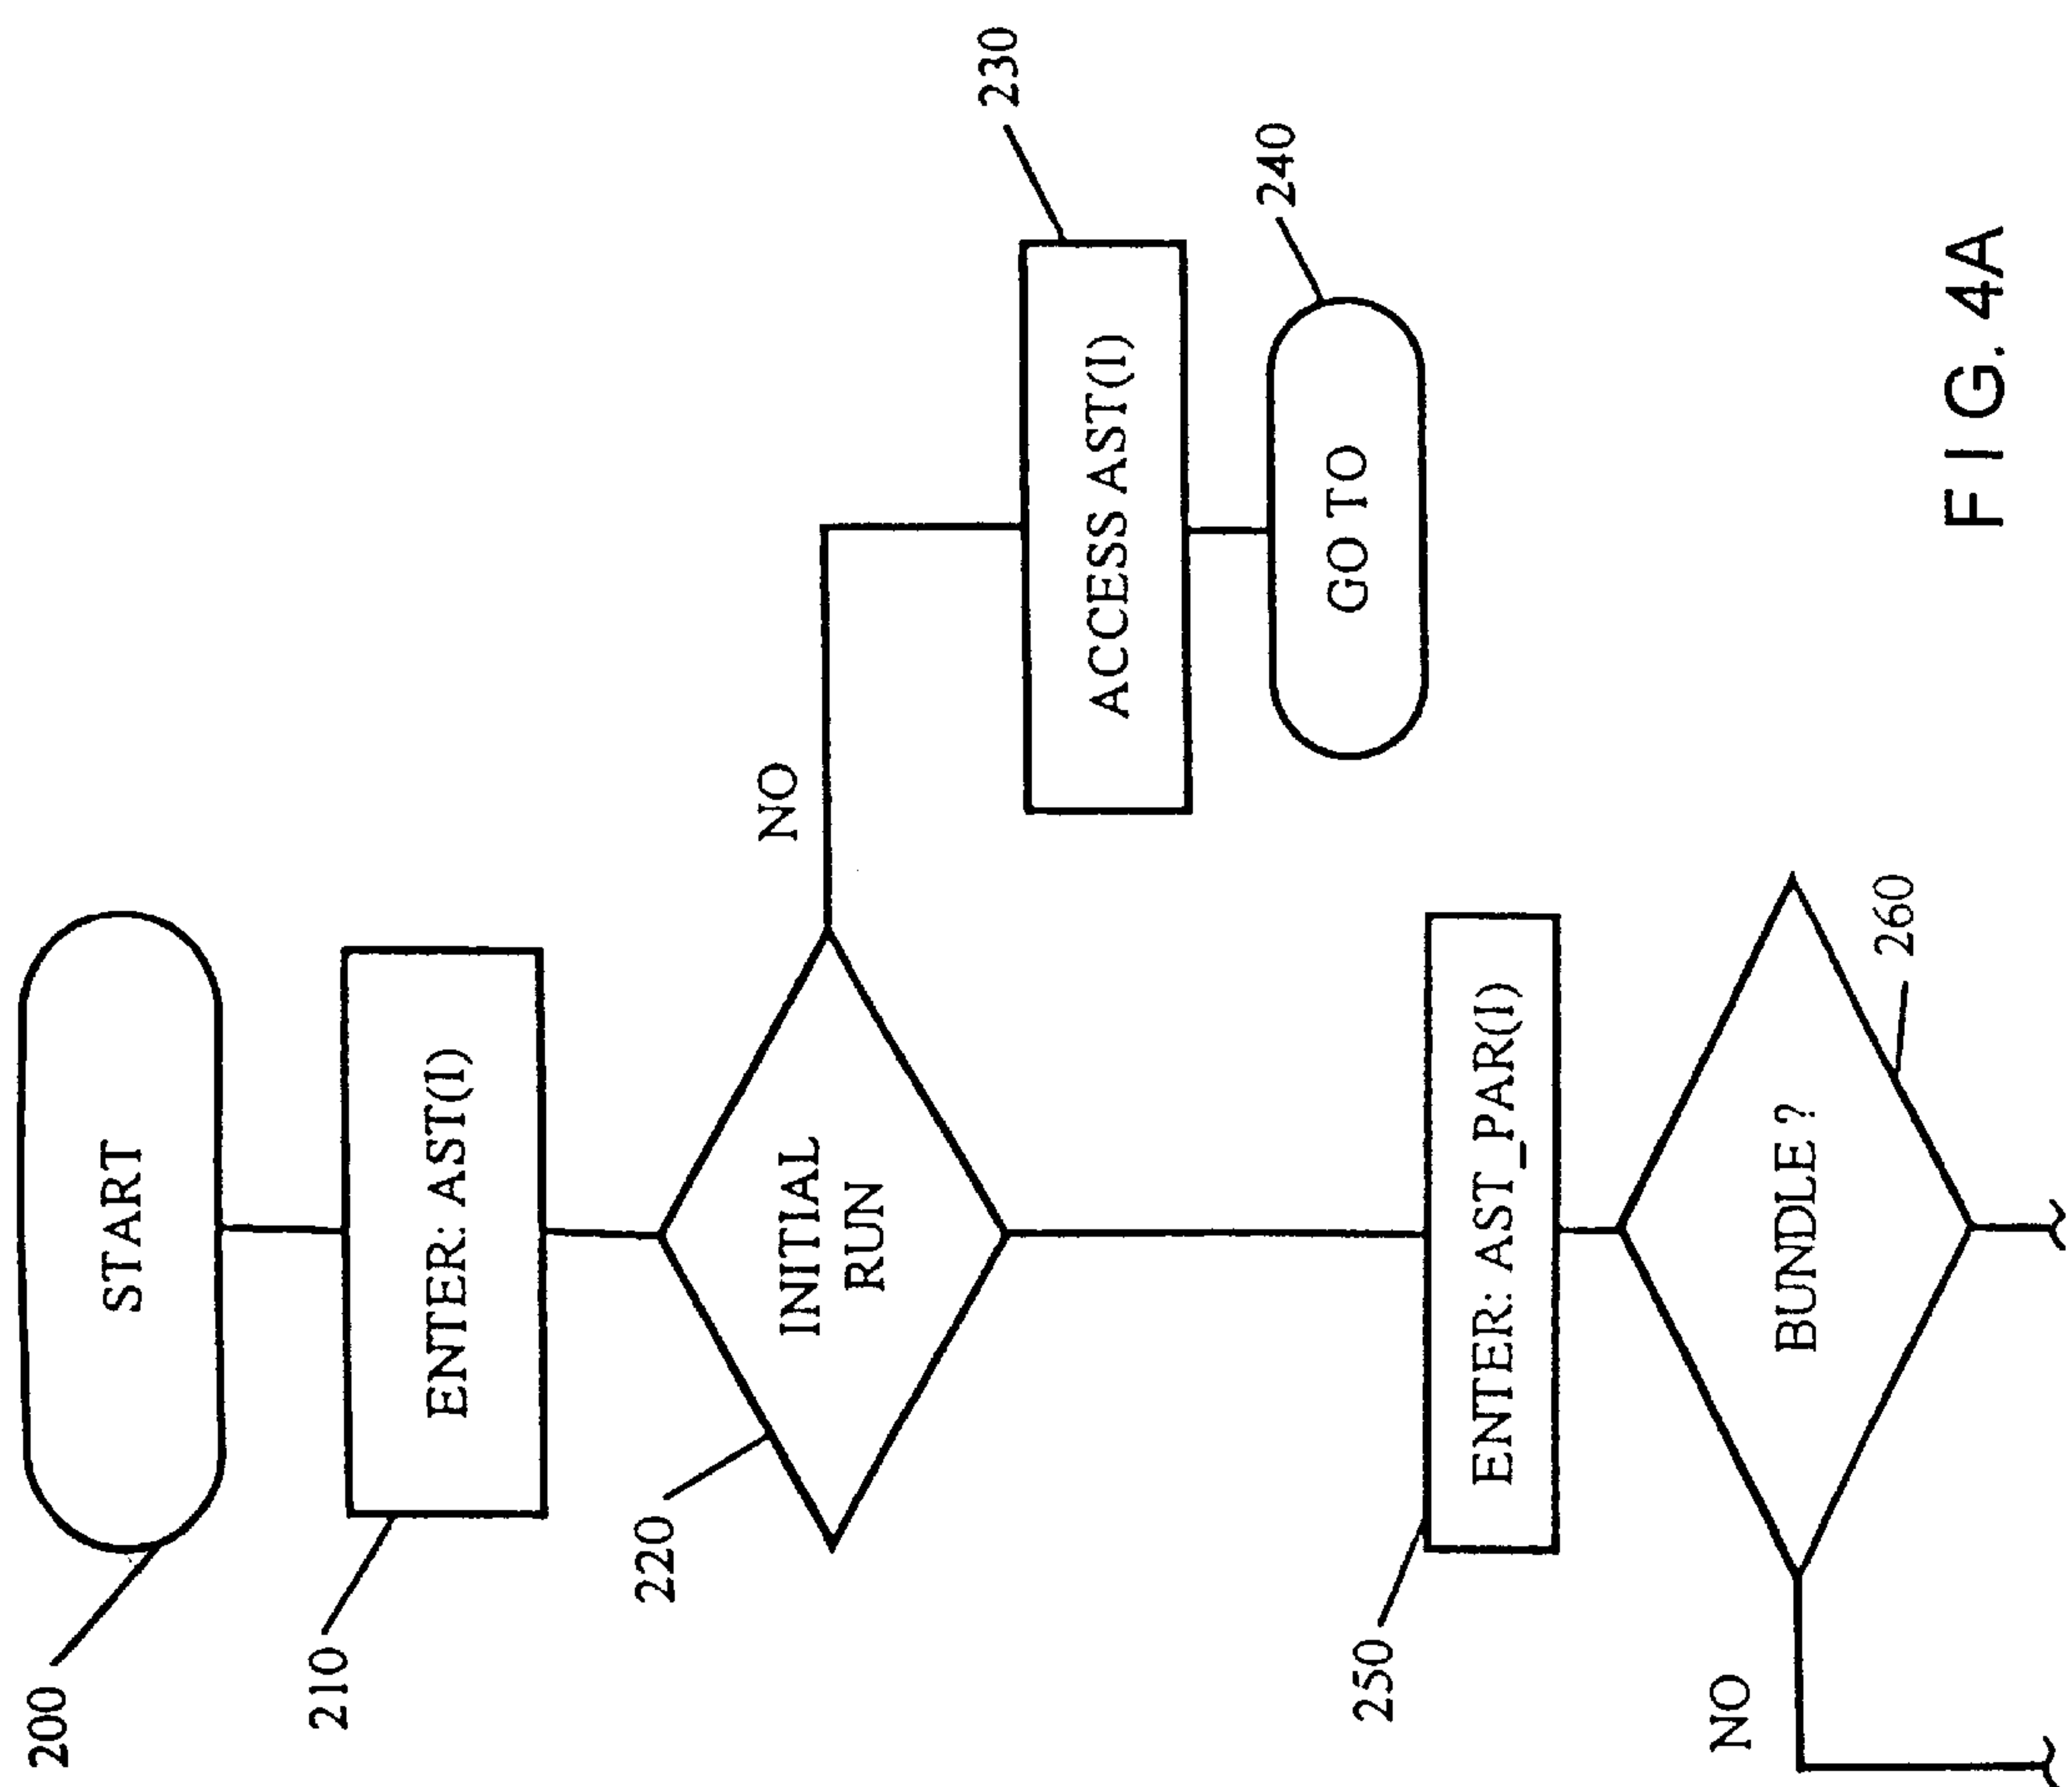 200
START
210
ENTER: AST(I)
220
INITIAL
RUN
NO
230
ACCESS AST(I)
240
GO TO
250
ENTER: AST_PAR(I)
BUNDLE?
260
NO
FIG. 4A